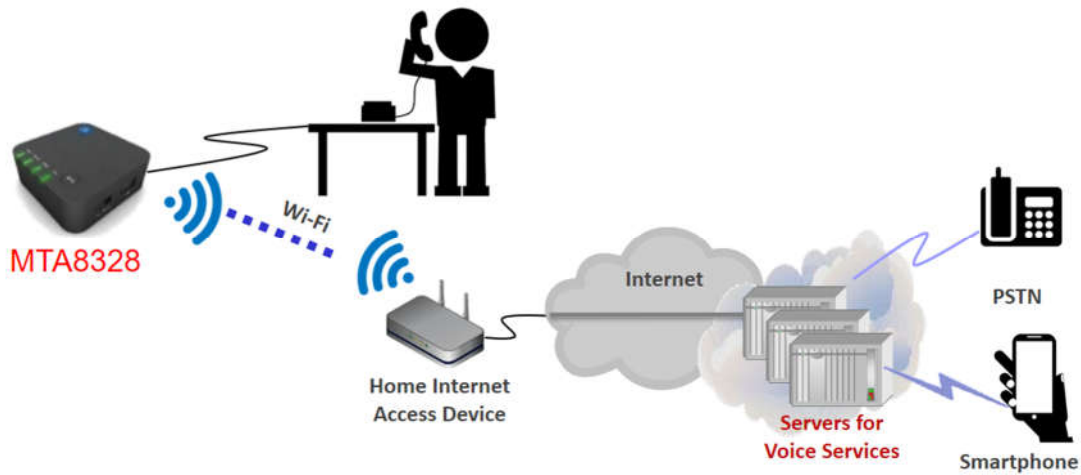 MTA8328
Wi-Fi
Home Internet
Access Device
Internet
Servers for
Voice Services
PSTN
Smartphone